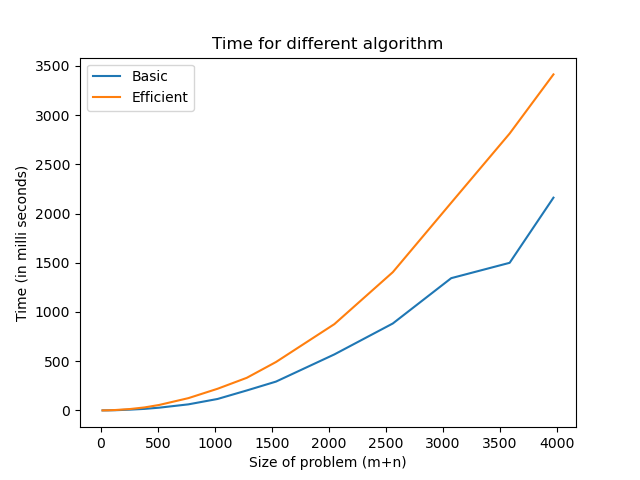 Time for different algorithm
Basic
Efficient
3500
3000
2500
2000
1500
1000
500
0
Time (in milli seconds)
0 500 1000 1500 2000 2500 3000 3500 4000
Size of problem (m+n)